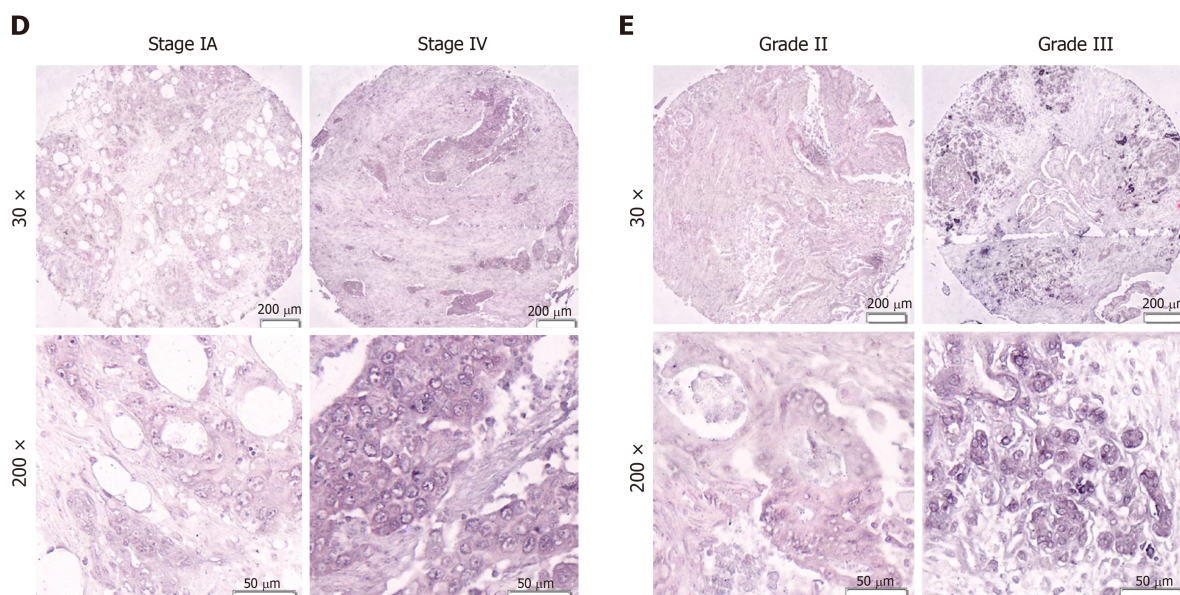 D
Stage IA
Stage IV
30 ×
200 μm
200 μm
200 ×
50 μm
50 μm
E
Grade II
Grade III
30 ×
200 μm
200 μm
200 ×
50 μm
50 μm